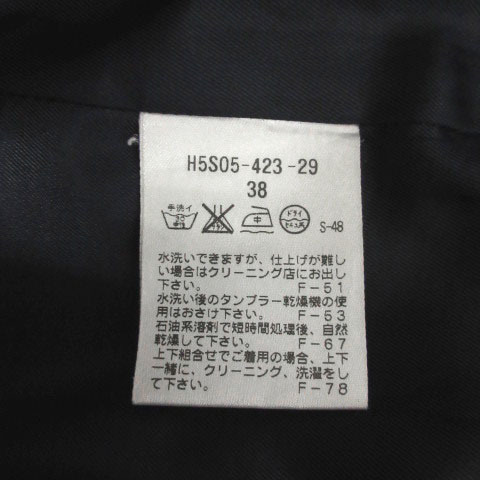 H5S05-423-29
38
手洗イ
中
ドライ
セキユ系
S-48
水洗いできますが、仕上げが難し
い場合はクリーニング店にお出し
下さい。 F-51
水洗い後のタンブラー乾燥機の使
用はおさけ下さい。 F-53
石油系溶剤で短時間処理後、自然
乾燥して下さい。 F-67
上下組合せでご着用の場合、上下
一緒に、クリーニング、洗濯をし
て下さい。 F-78